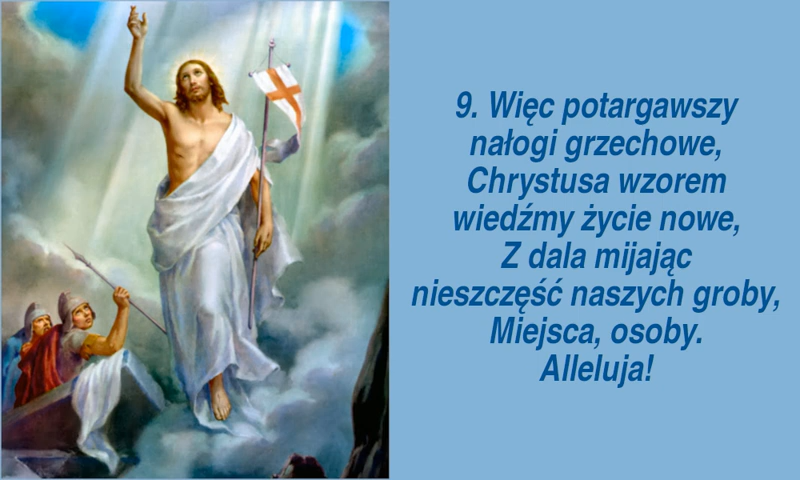 9. Więc potargawszy
nałogi grzechowe,
Chrystusa wzorem
wiedźmy życie nowe,
Z dala mijając
nieszczęść naszych groby,
Miejsca, osoby.
Alleluja!